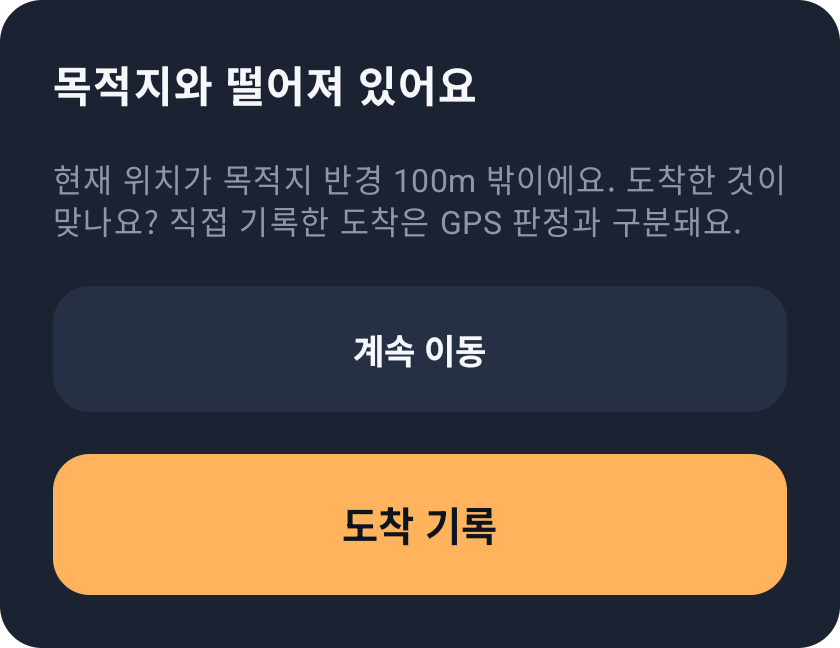 목적지와 떨어져 있어요
현재 위치가 목적지 반경 100m 밖이에요. 도착한 것이
맞나요? 직접 기록한 도착은 GPS 판정과 구분돼요.
계속 이동
도착 기록